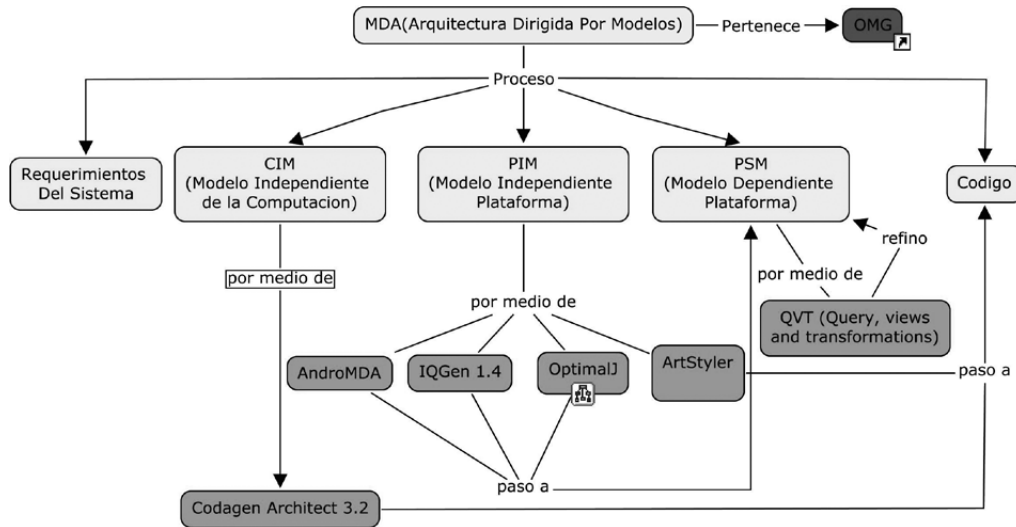 MDA(Arquitectura Dirigida Por Modelos)
Pertenece
OMG
Proceso
Requerimientos
Del Sistema
CIM
(Modelo Independiente
de la Computacion)
PIM
(Modelo Independiente
Plataforma)
PSM
(Modelo Dependiente
Plataforma)
Codigo
refino
por medio de
por medio de
por medio de
QVT (Query, views
and transformations)
AndroMDA
IQGen 1.4
OptimalJ
ArtStyler
paso a
paso a
Codagen Architect 3.2